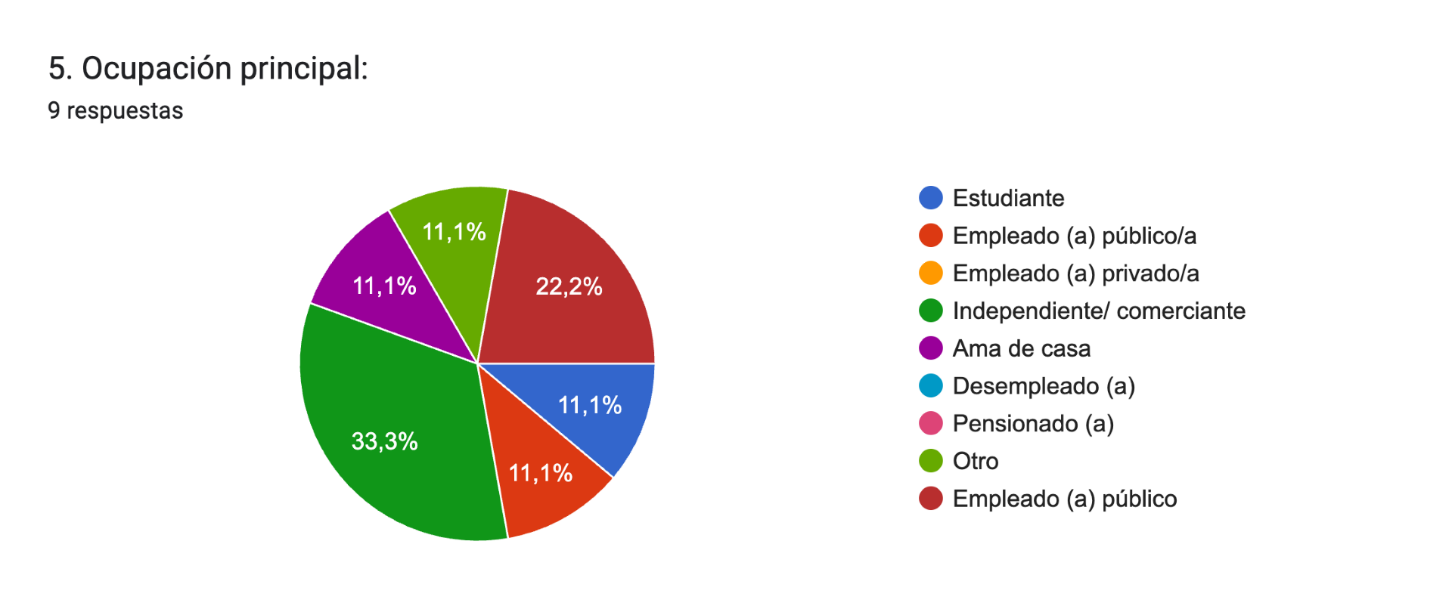 5. Ocupación principal:
9 respuestas
11,1%
22,2%
11,1%
11,1%
33,3%
11,1%
Estudiante
Empleado (a) público/a
Empleado (a) privado/a
Independiente/ comerciante
Ama de casa
Desempleado (a)
Pensionado (a)
Otro
Empleado (a) público